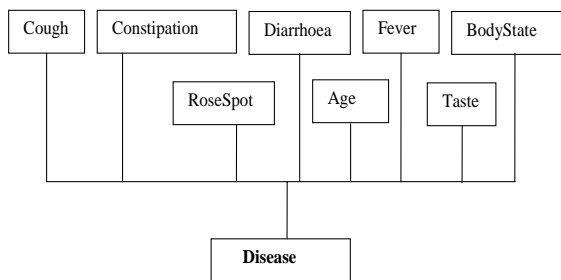 Cough Constipation Diarrhoea Fever BodyState
RoseSpot Age Taste
Disease